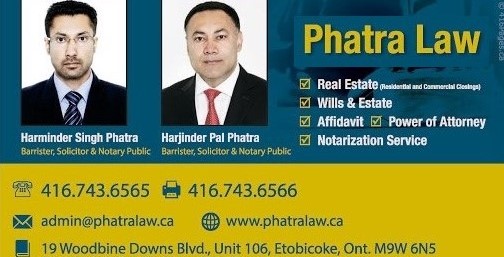 Phatra Law
Real Estate (Residential and Commercial Closings)
Wills & Estate
Affidavit Power of Attorney
Notarization Service
Harminder Singh Phatra
Barrister, Solicitor & Notary Public
Harjinder Pal Phatra
Barrister, Solicitor & Notary Public
416.743.6565 416.743.6566
admin@phatralaw.ca www.phatralaw.ca
19 Woodbine Downs Blvd., Unit 106, Etobicoke, Ont. M9W 6N5